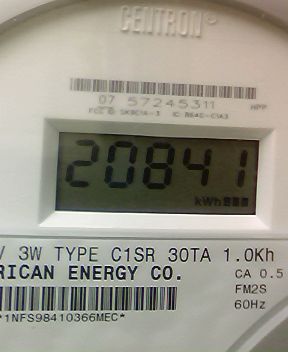 CENTRON®
07 57245311 HPP
20841
kWh
V 3W TYPE C1SR 30TA 1.0Kh
RICAN ENERGY CO. CA 0.5
FM2S
*1NFS98410366MEC* 60Hz